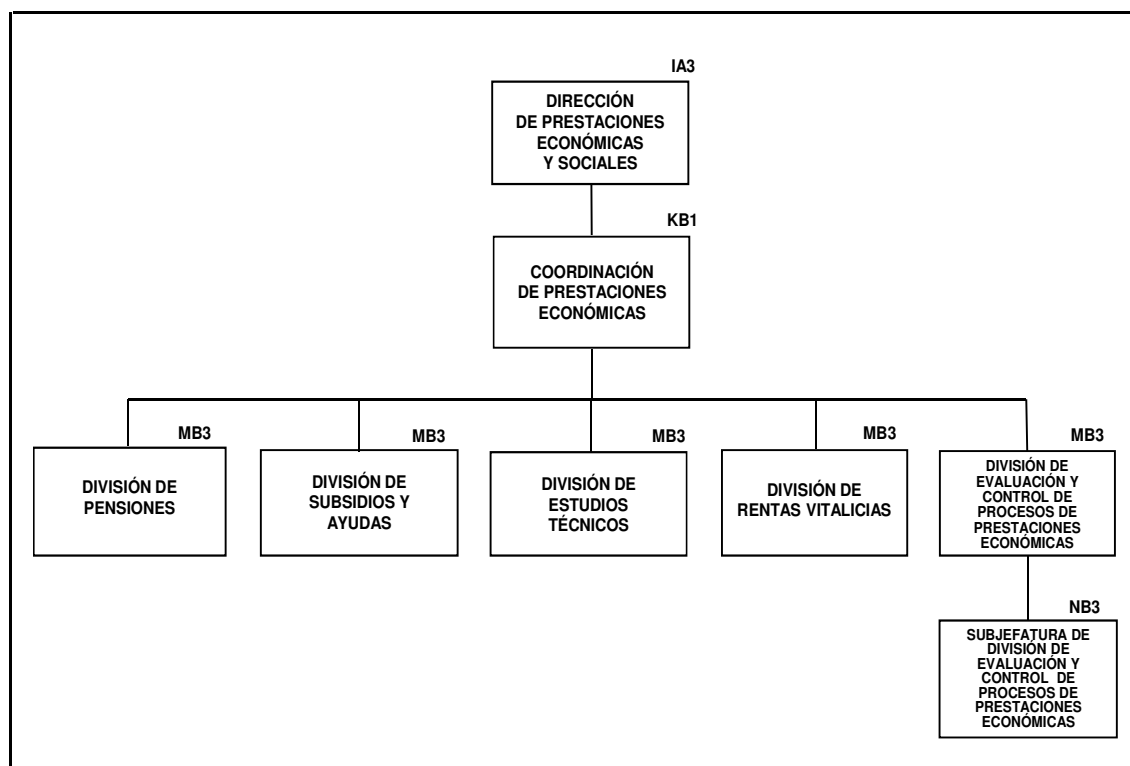 IA3
DIRECCIÓN
DE PRESTACIONES
ECONÓMICAS
Y SOCIALES
KB1
COORDINACIÓN
DE PRESTACIONES
ECONÓMICAS
MB3
DIVISIÓN DE
PENSIONES
MB3
DIVISIÓN DE
SUBSIDIOS Y
AYUDAS
MB3
DIVISIÓN DE
ESTUDIOS
TÉCNICOS
MB3
DIVISIÓN DE
RENTAS VITALICIAS
MB3
DIVISIÓN DE
EVALUACIÓN Y
CONTROL DE
PROCESOS DE
PRESTACIONES
ECONÓMICAS
NB3
SUBJEFATURA DE
DIVISIÓN DE
EVALUACIÓN Y
CONTROL DE
PROCESOS DE
PRESTACIONES
ECONÓMICAS